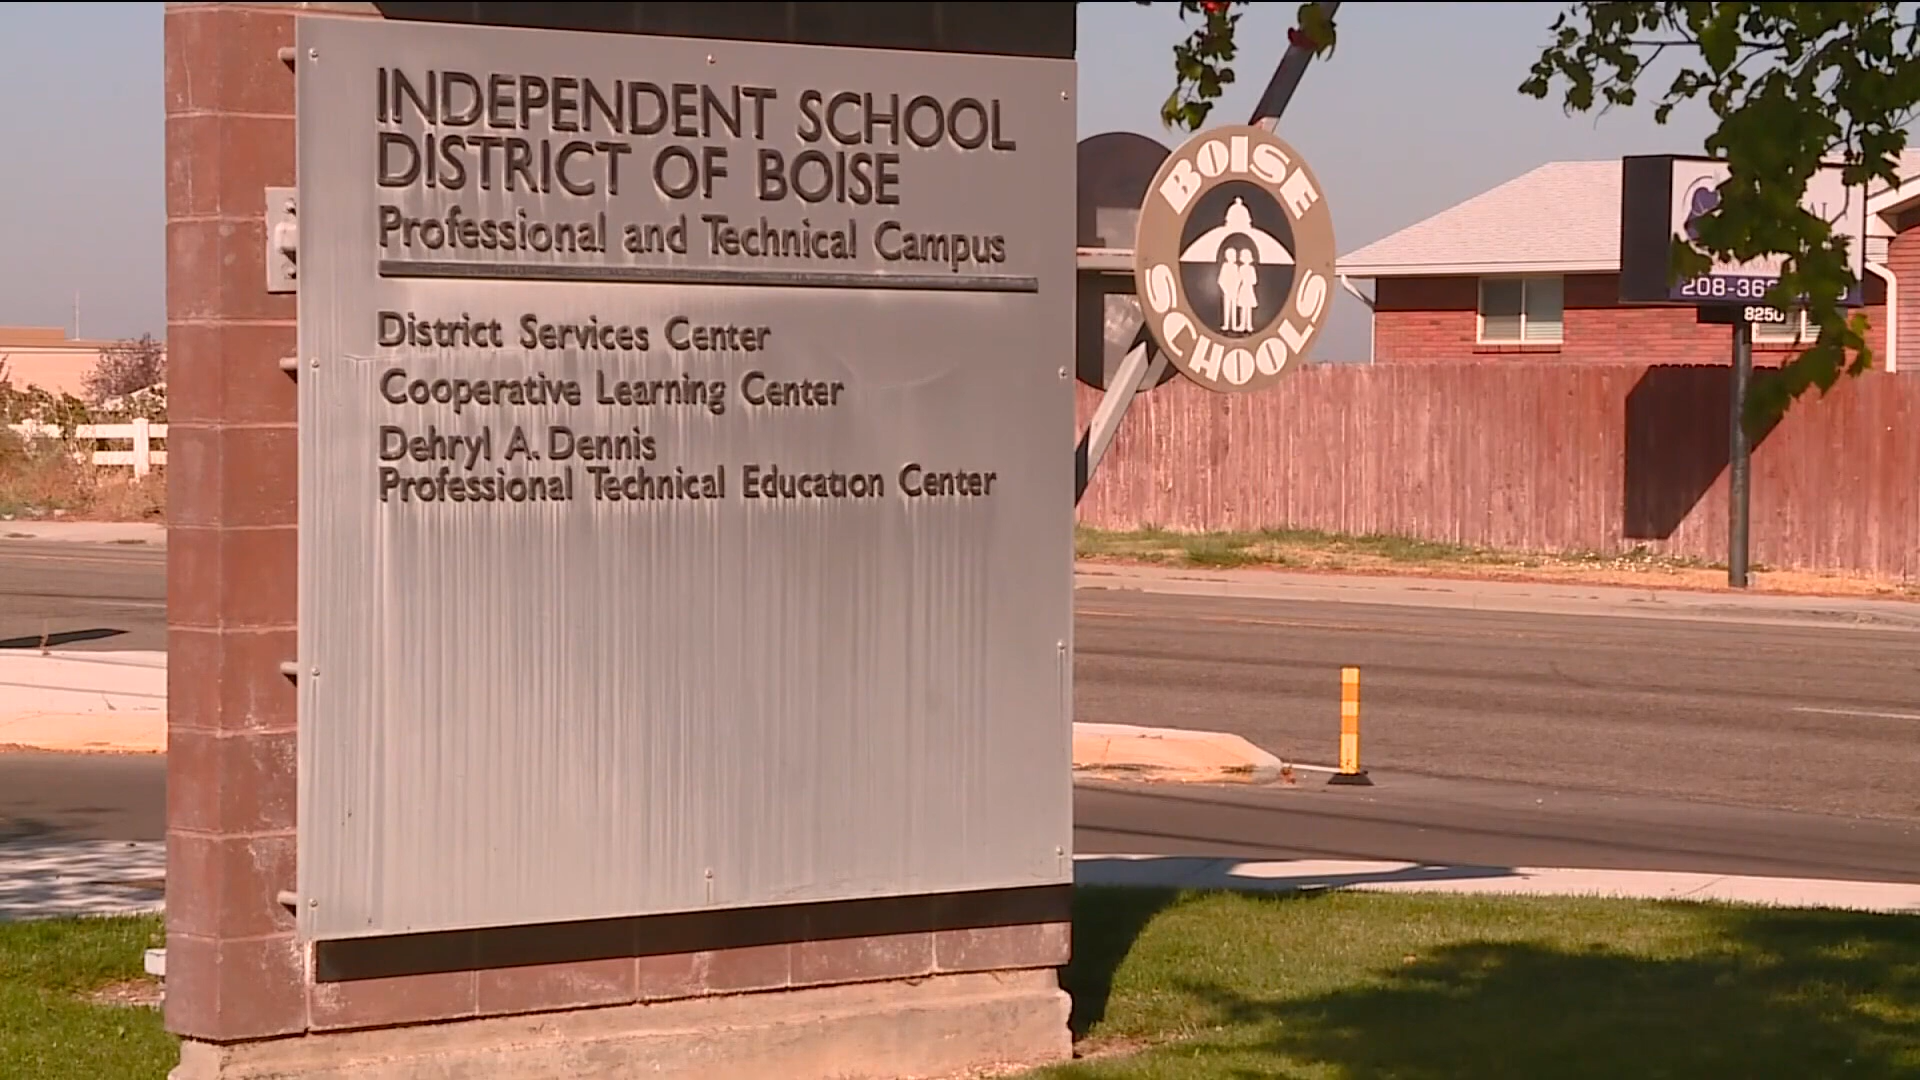 INDEPENDENT SCHOOL
DISTRICT OF BOISE
Professional and Technical Campus
District Services Center
Cooperative Learning Center
Dehryl A. Dennis
Professional Technical Education Center
BOISE
SCHOOLS
8250